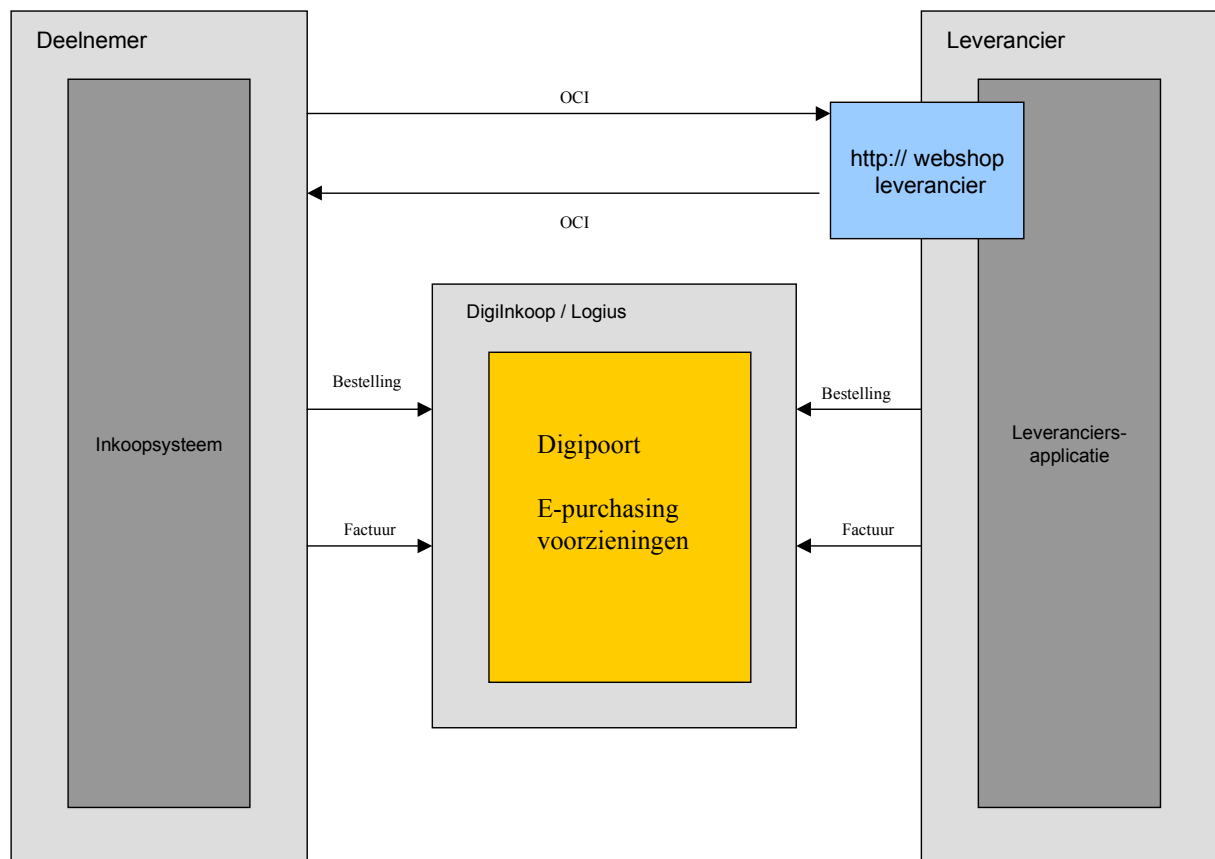 Deelnemer
Leverancier
OCI
http:// webshop
leverancier
OCI
DigiInkoop / Logius
Bestelling
Bestelling
Inkoopsysteem
Digipoort
E-purchasing
voorzieningen
Leveranciers-
applicatie
Factuur
Factuur